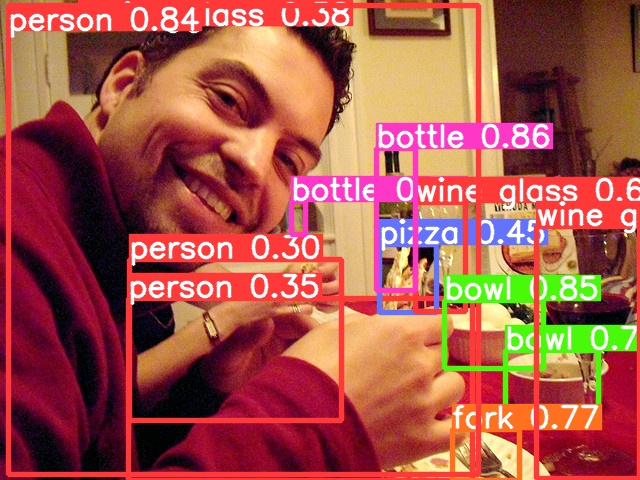 person 0.84 lass 0.38
bottle 0.86
bottle 0
wine glass 0.6
wine g
pizza 0.45
person 0.30
person 0.35
bowl 0.85
bowl 0.7
fork 0.77